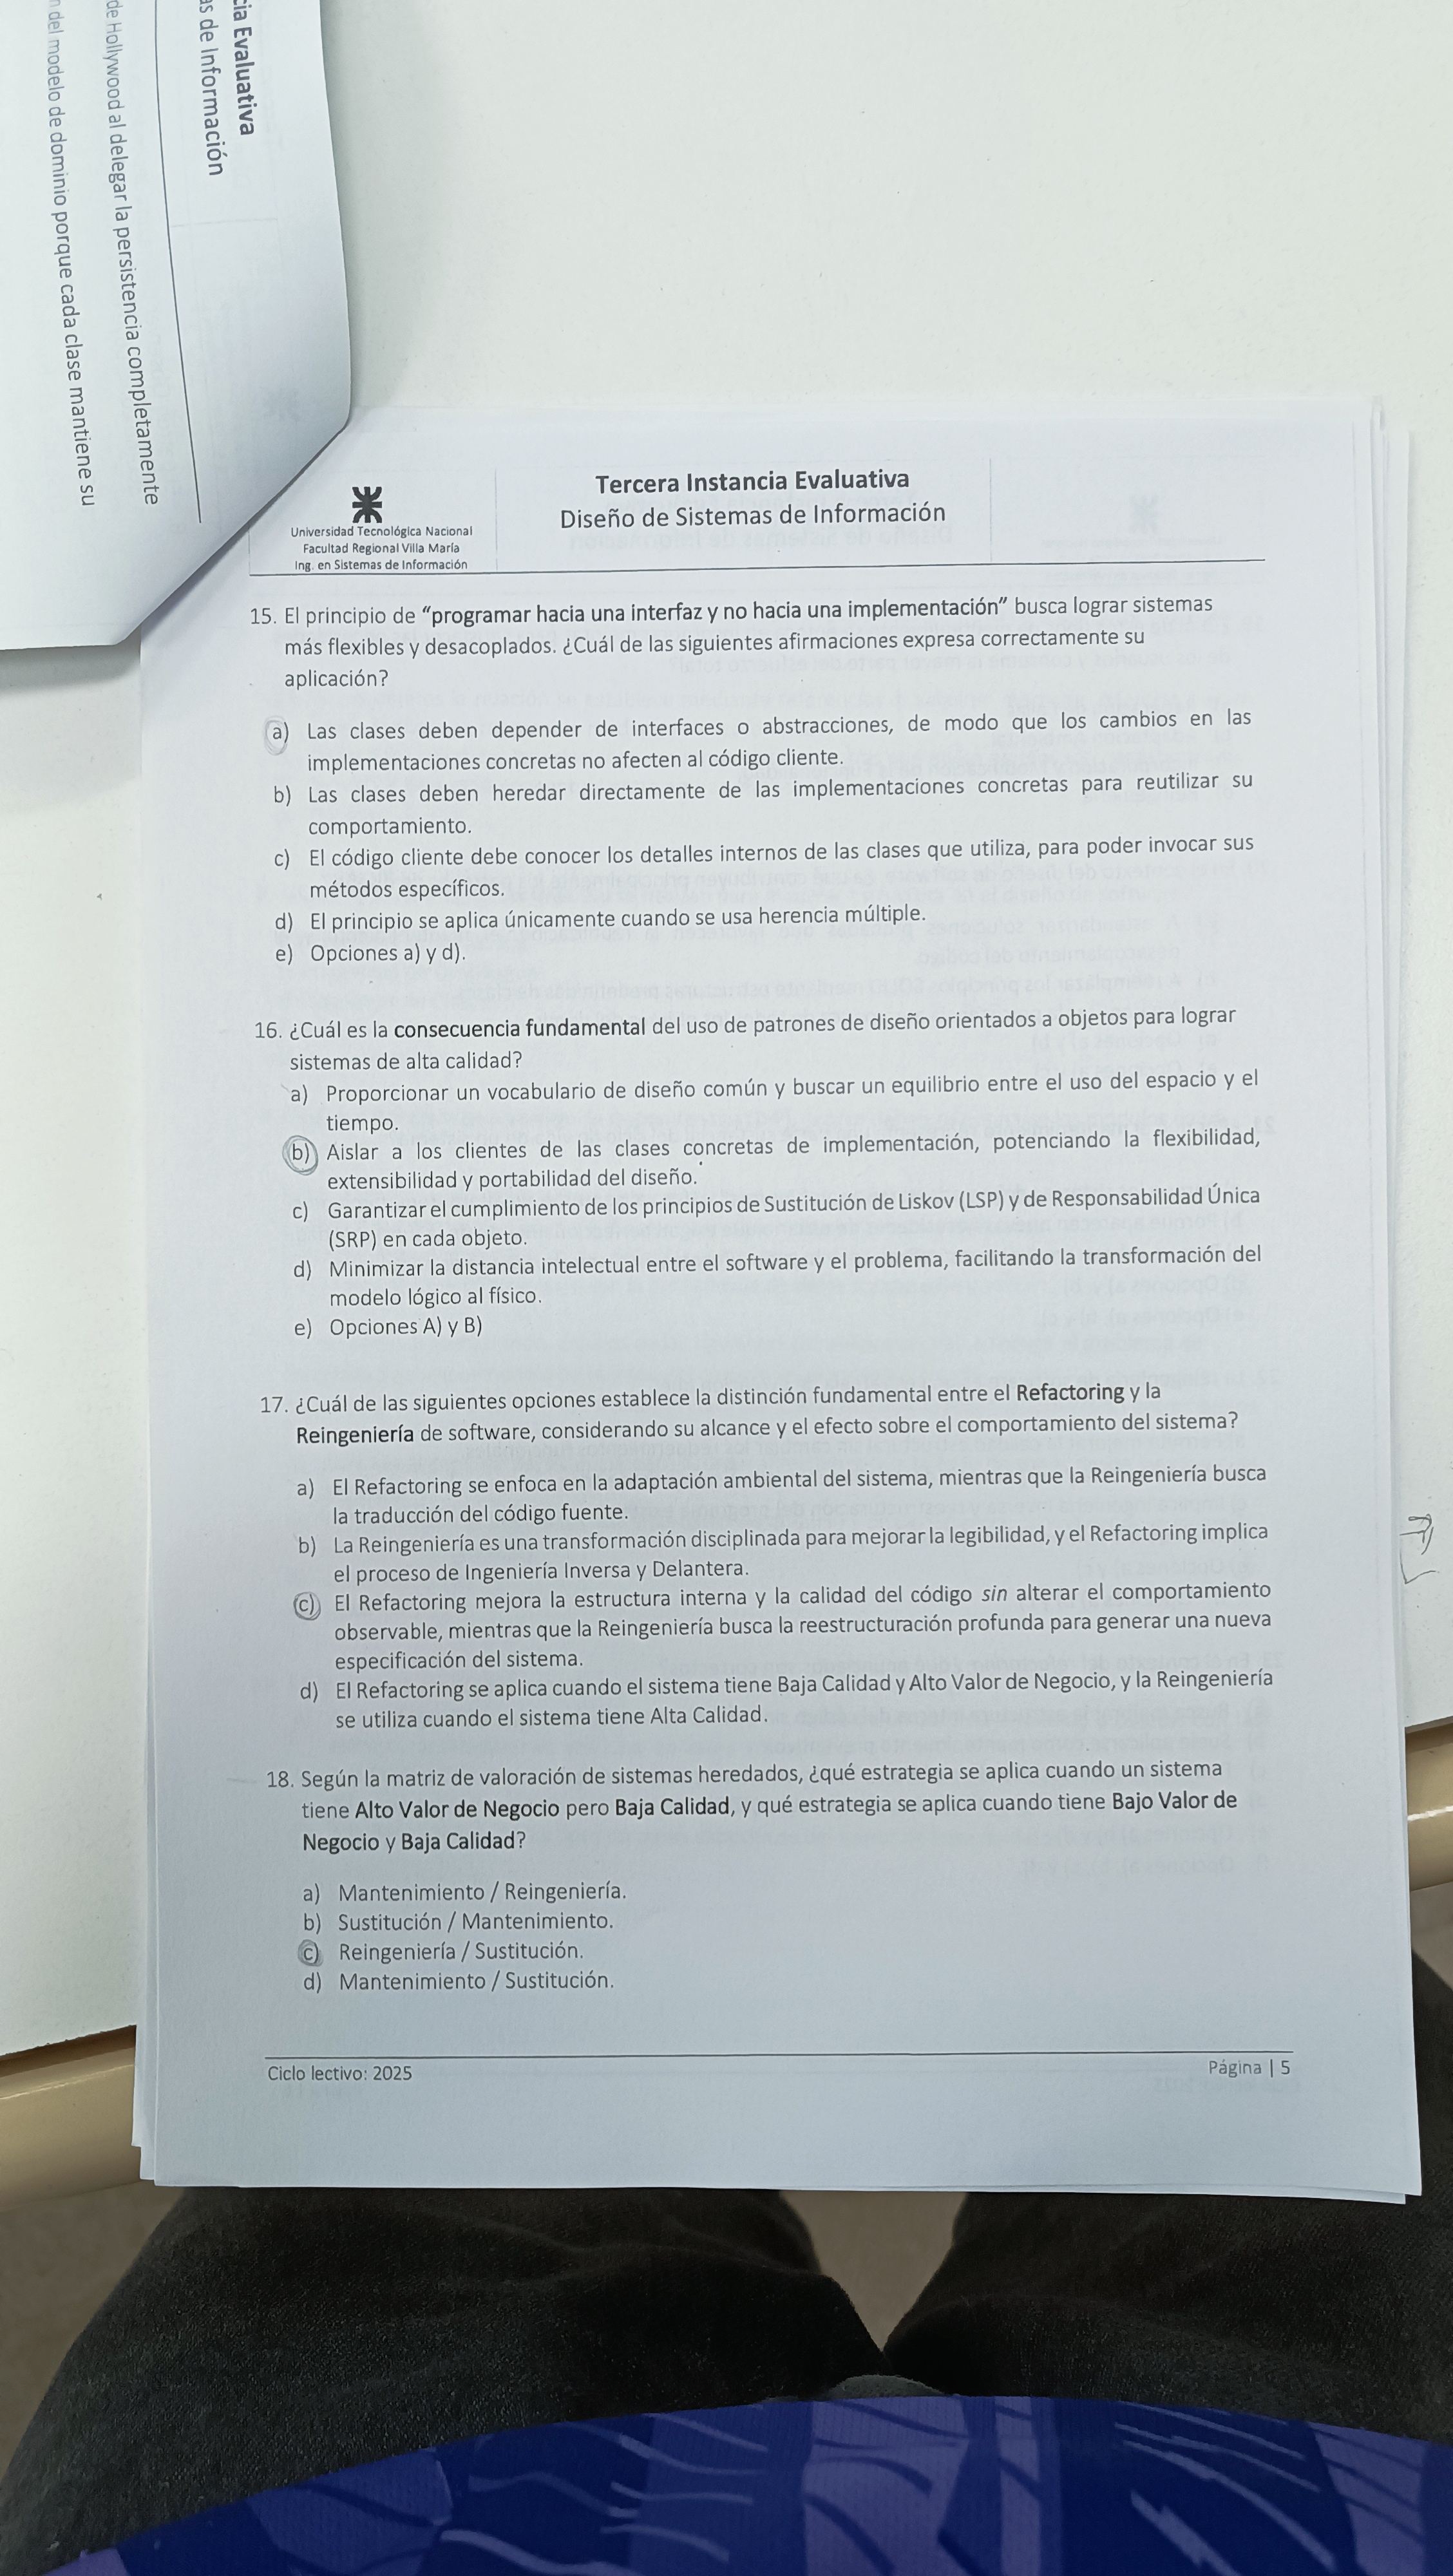 cia Evaluativa
as de Información
de Hollywood al delegar la persistencia completamente
del modelo de dominio porque cada clase mantiene su
Universidad Tecnológica Nacional
Facultad Regional Villa María
Ing. en Sistemas de Información
Tercera Instancia Evaluativa
Diseño de Sistemas de Información
15. El principio de “programar hacia una interfaz y no hacia una implementación” busca lograr sistemas
más flexibles y desacoplados. ¿Cuál de las siguientes afirmaciones expresa correctamente su
aplicación?
a) Las clases deben depender de interfaces o abstracciones, de modo que los cambios en las
implementaciones concretas no afecten al código cliente.
b) Las clases deben heredar directamente de las implementaciones concretas para reutilizar su
comportamiento.
c) El código cliente debe conocer los detalles internos de las clases que utiliza, para poder invocar sus
métodos específicos.
d) El principio se aplica únicamente cuando se usa herencia múltiple.
e) Opciones a) y d).
16. ¿Cuál es la consecuencia fundamental del uso de patrones de diseño orientados a objetos para lograr
sistemas de alta calidad?
a) Proporcionar un vocabulario de diseño común y buscar un equilibrio entre el uso del espacio y el
tiempo.
b) Aislar a los clientes de las clases concretas de implementación, potenciando la flexibilidad,
extensibilidad y portabilidad del diseño.
c) Garantizar el cumplimiento de los principios de Sustitución de Liskov (LSP) y de Responsabilidad Única
(SRP) en cada objeto.
d) Minimizar la distancia intelectual entre el software y el problema, facilitando la transformación del
modelo lógico al físico.
e) Opciones A) y B)
17. ¿Cuál de las siguientes opciones establece la distinción fundamental entre el Refactoring y la
Reingeniería de software, considerando su alcance y el efecto sobre el comportamiento del sistema?
a) El Refactoring se enfoca en la adaptación ambiental del sistema, mientras que la Reingeniería busca
la traducción del código fuente.
b) La Reingeniería es una transformación disciplinada para mejorar la legibilidad, y el Refactoring implica
el proceso de Ingeniería Inversa y Delantera.
c) El Refactoring mejora la estructura interna y la calidad del código sin alterar el comportamiento
observable, mientras que la Reingeniería busca la reestructuración profunda para generar una nueva
especificación del sistema.
d) El Refactoring se aplica cuando el sistema tiene Baja Calidad y Alto Valor de Negocio, y la Reingeniería
se utiliza cuando el sistema tiene Alta Calidad.
18. Según la matriz de valoración de sistemas heredados, ¿qué estrategia se aplica cuando un sistema
tiene Alto Valor de Negocio pero Baja Calidad, y qué estrategia se aplica cuando tiene Bajo Valor de
Negocio y Baja Calidad?
a) Mantenimiento / Reingeniería.
b) Sustitución / Mantenimiento.
c) Reingeniería / Sustitución.
d) Mantenimiento / Sustitución.
Ciclo lectivo: 2025
Página | 5